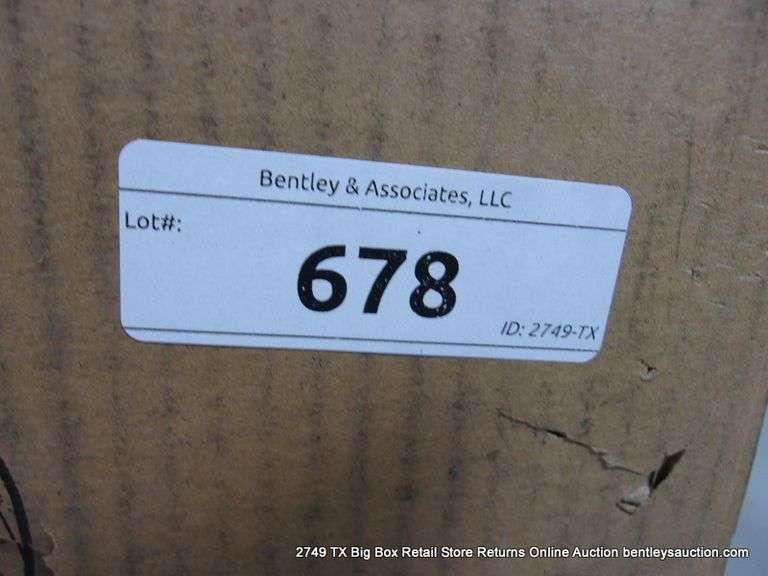 Bentley & Associates, LLC
Lot#:
678
ID: 2749-TX
2749 TX Big Box Retail Store Returns Online Auction bentleysauction.com